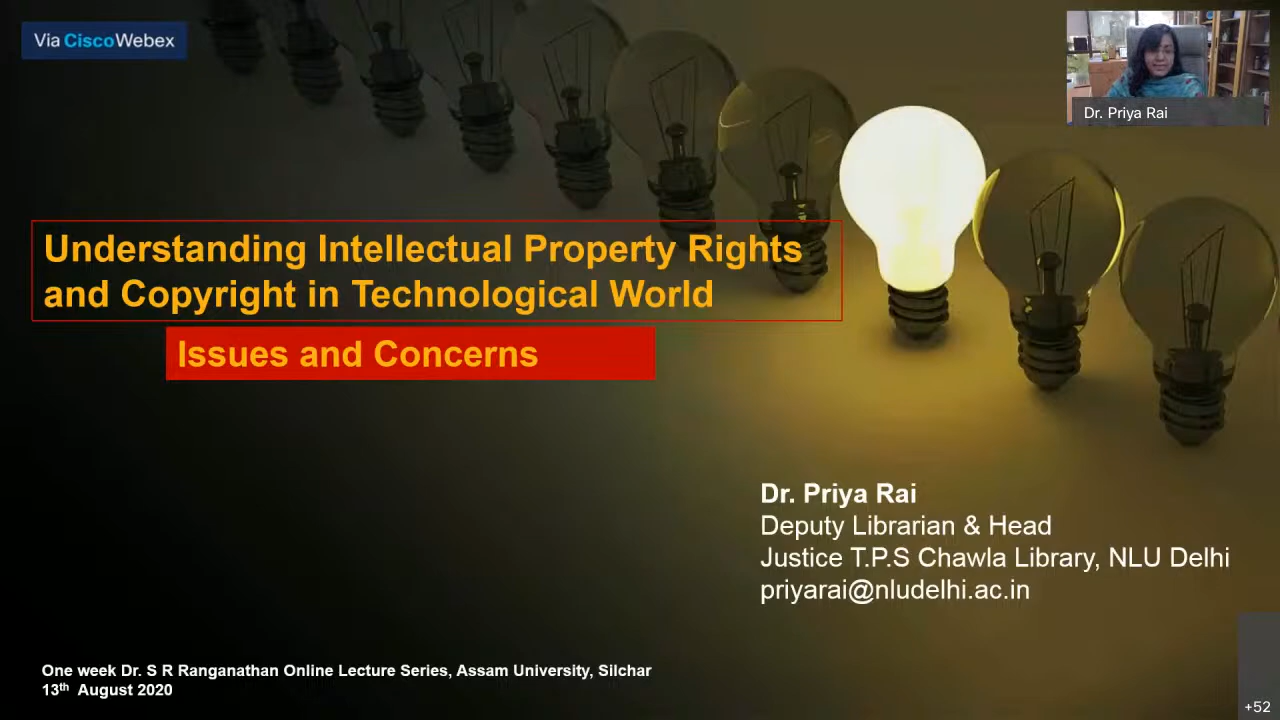 Via CiscoWebex
Dr. Priya Rai
Understanding Intellectual Property Rights
and Copyright in Technological World
Issues and Concerns
Dr. Priya Rai
Deputy Librarian & Head
Justice T.P.S Chawla Library, NLU Delhi
priyarai@nludelhi.ac.in
One week Dr. S R Ranganathan Online Lecture Series, Assam University, Silchar
13th August 2020
+52